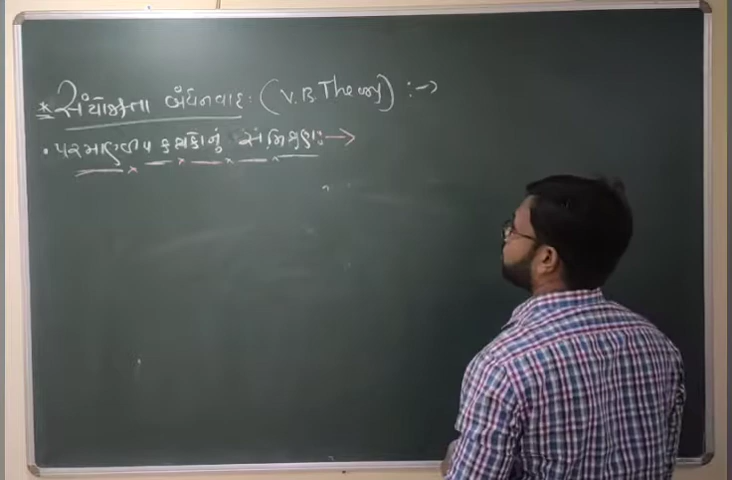 * સંયોજકતા બંધનવાદ : (V.B. Theory) :->
• પરમાણ્વીય કક્ષકોનું સંમિશ્રણ :->